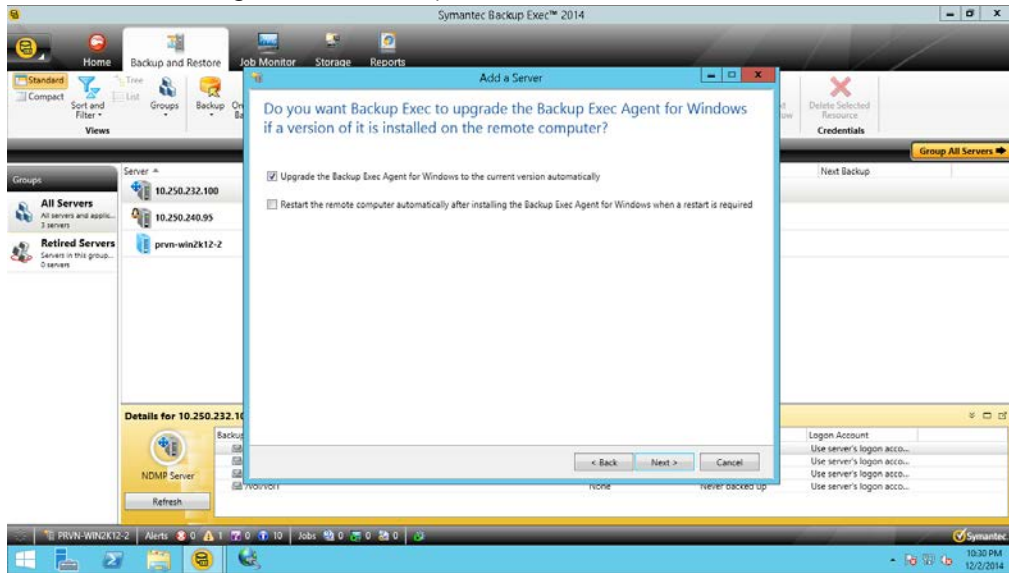 Symantec Backup Exec™ 2014
Home
Backup and Restore
Job Monitor
Storage
Reports
Standard
Compact
Sort and
Filter
Tree
List
Groups
Backup
Views
Delete Selected
Resource
Credentials
Group All Servers
Add a Server
Do you want Backup Exec to upgrade the Backup Exec Agent for Windows
if a version of it is installed on the remote computer?
Upgrade the Backup Exec Agent for Windows to the current version automatically
Restart the remote computer automatically after installing the Backup Exec Agent for Windows when a restart is required
< Back
Next >
Cancel
Groups
All Servers
All servers and applic...
3 servers
Retired Servers
Servers in this group...
0 servers
Server
Next Backup
10.250.232.100
10.250.240.95
prvn-win2k12-2
Details for 10.250.232.10
NDMP Server
Refresh
Logon Account
Use server's logon acco...
Use server's logon acco...
Use server's logon acco...
None Never backed up Use server's logon acco...
PRVN-WIN2K12-2 Alerts 0 1 0 10 Jobs 0 0 0
Symantec
10:30 PM
12/2/2014